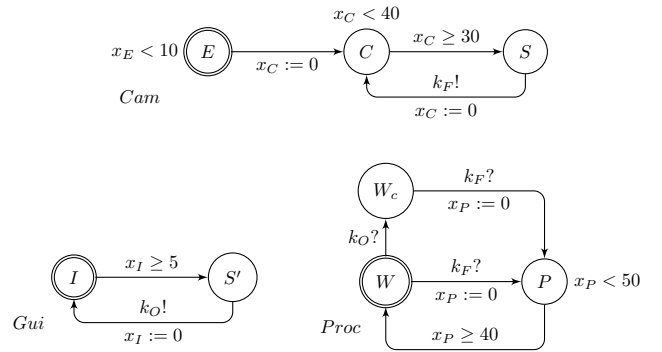 x_C < 40
x_E < 10
E
x_C := 0
C
x_C ≥ 30
S
k_F!
x_C := 0
Cam
W_c
k_F?
x_P := 0
k_O?
I
x_I ≥ 5
S′
k_O!
x_I := 0
Gui
W
k_F?
x_P := 0
P
x_P < 50
x_P ≥ 40
Proc